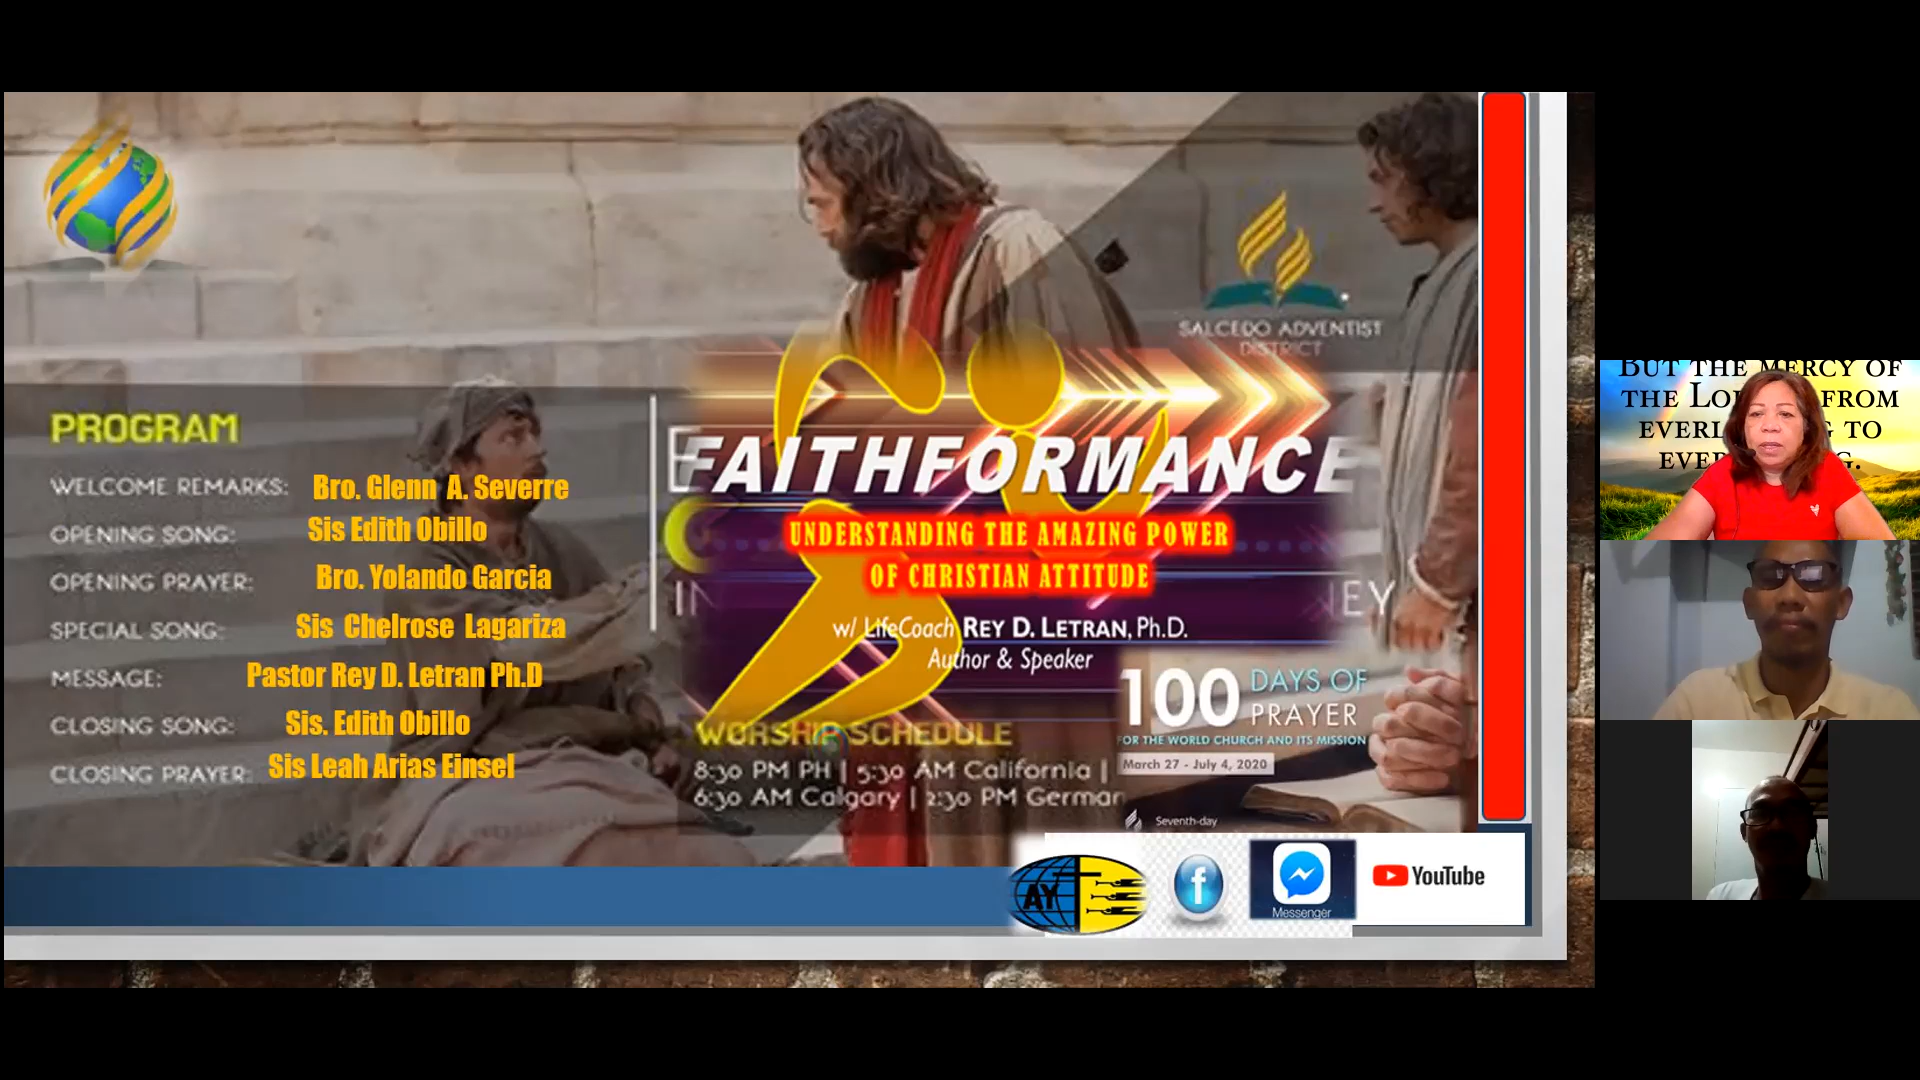 PROGRAM
WELCOME REMARKS: Bro. Glenn A. Severre
OPENING SONG: Sis Edith Obillo
OPENING PRAYER: Bro. Yolando Garcia
SPECIAL SONG: Sis Chelrose Lagariza
MESSAGE: Pastor Rey D. Letran Ph.D
CLOSING SONG: Sis. Edith Obillo
CLOSING PRAYER: Sis Leah Arias Einsel
SALCEDO ADVENTIST
DISTRICT
FAITHFORMANCE
UNDERSTANDING THE AMAZING POWER
OF CHRISTIAN ATTITUDE
w/ LifeCoach REY D. LETRAN, Ph.D.
Author & Speaker
WORSHIP SCHEDULE
8:30 PM PH | 5:30 AM California |
6:30 AM Calgary | 2:30 PM German
100 DAYS OF
PRAYER
FOR THE WORLD CHURCH AND ITS MISSION
March 27 - July 4, 2020
Seventh-day
AY
f
Messenger
YouTube
BUT THE MERCY OF
THE FROM
TO